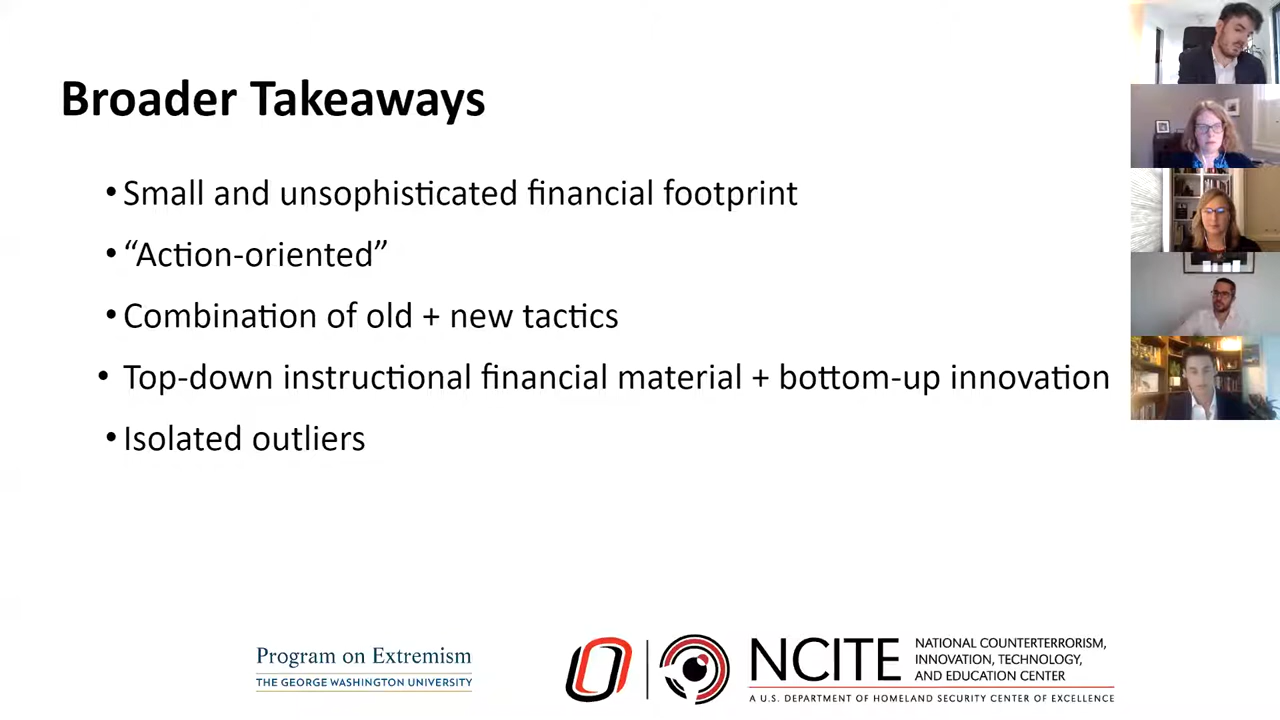 Broader Takeaways
• Small and unsophisticated financial footprint
• “Action-oriented”
• Combination of old + new tactics
• Top-down instructional financial material + bottom-up innovation
• Isolated outliers
Program on Extremism
THE GEORGE WASHINGTON UNIVERSITY
NCITE
NATIONAL COUNTERTERRORISM,
INNOVATION, TECHNOLOGY,
AND EDUCATION CENTER
A U.S. DEPARTMENT OF HOMELAND SECURITY CENTER OF EXCELLENCE